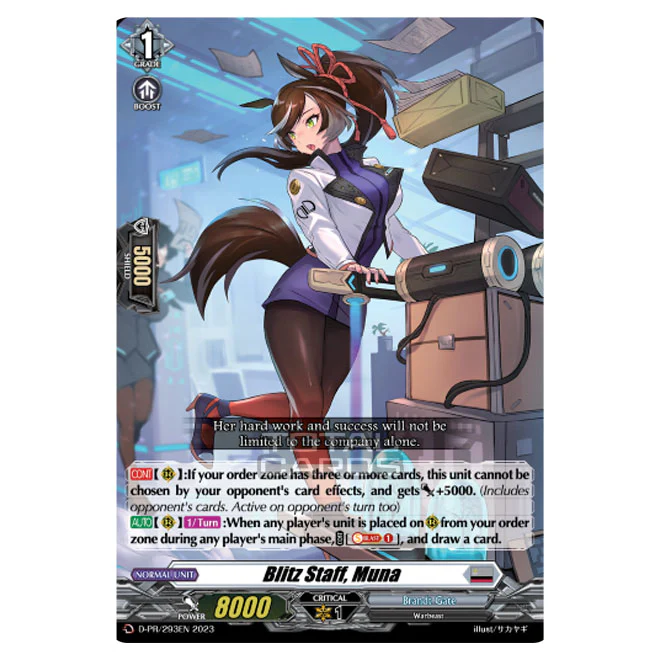 1
GRADE
BOOST
5000
SHIELD
Her hard work and success will not be
limited to the company alone.
TOTAL
CARDS
CONT【 】:If your order zone has three or more cards, this unit cannot be
chosen by your opponent's card effects, and gets +5000. (Includes
opponent's cards. Active on opponent's turn too)
AUTO【 】1/Turn :When any player's unit is placed on from your order
zone during any player's main phase, [S BLAST 1], and draw a card.
NORMAL UNIT
Blitz Staff, Muna
POWER 8000
CRITICAL
1
Brandt Gate
Warbeast
D-PR/293EN 2023
illust/サカヤギ